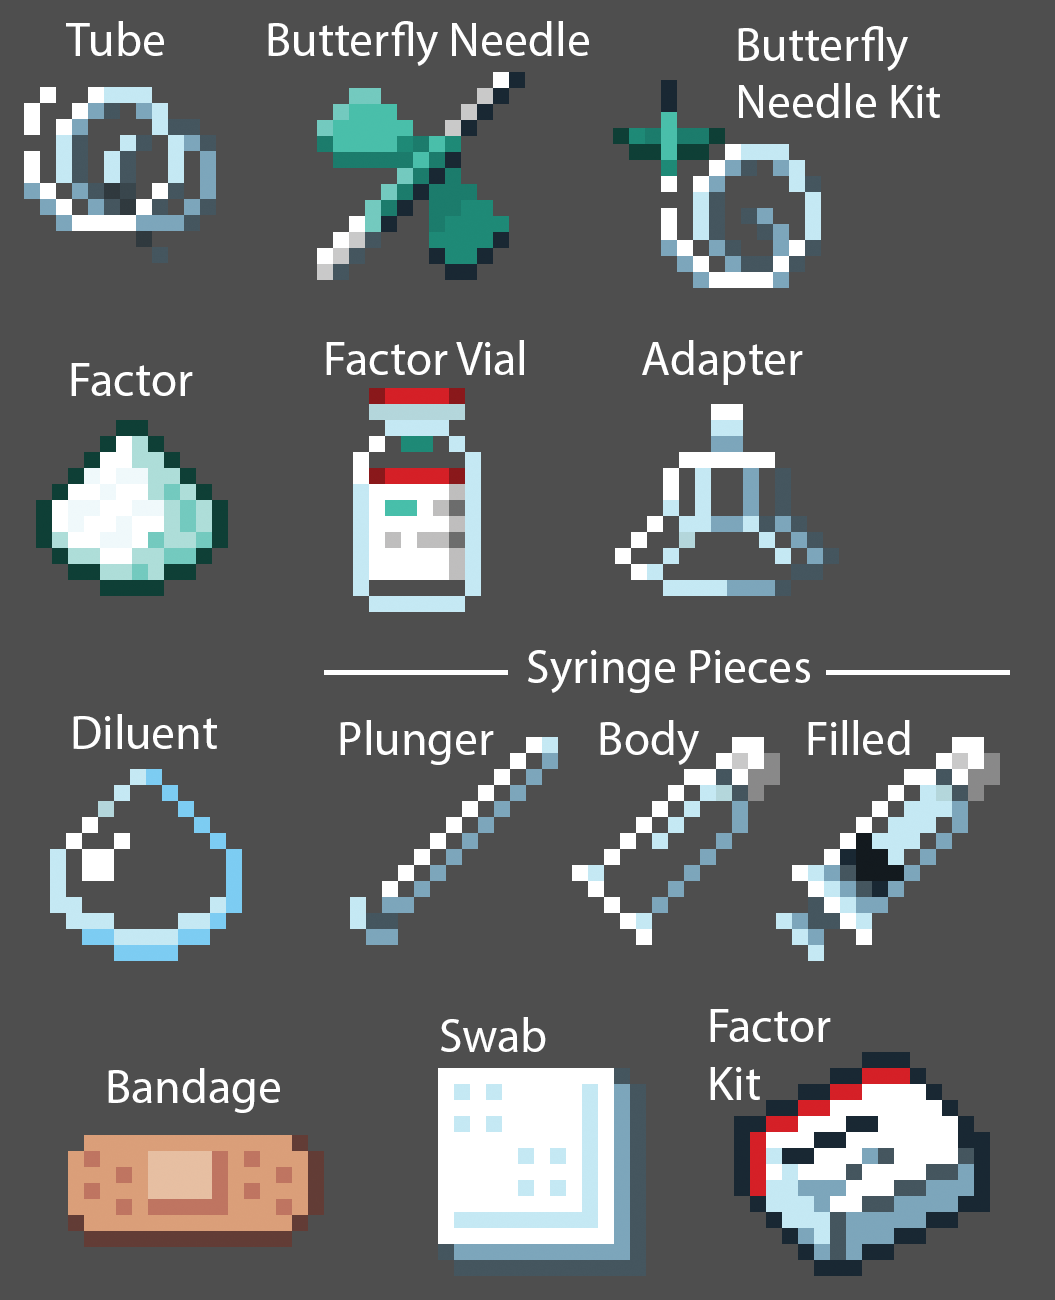 Tube
Butterfly Needle
Butterfly
Needle Kit
Factor
Factor Vial
Adapter
Syringe Pieces
Diluent
Plunger
Body
Filled
Bandage
Swab
Factor
Kit